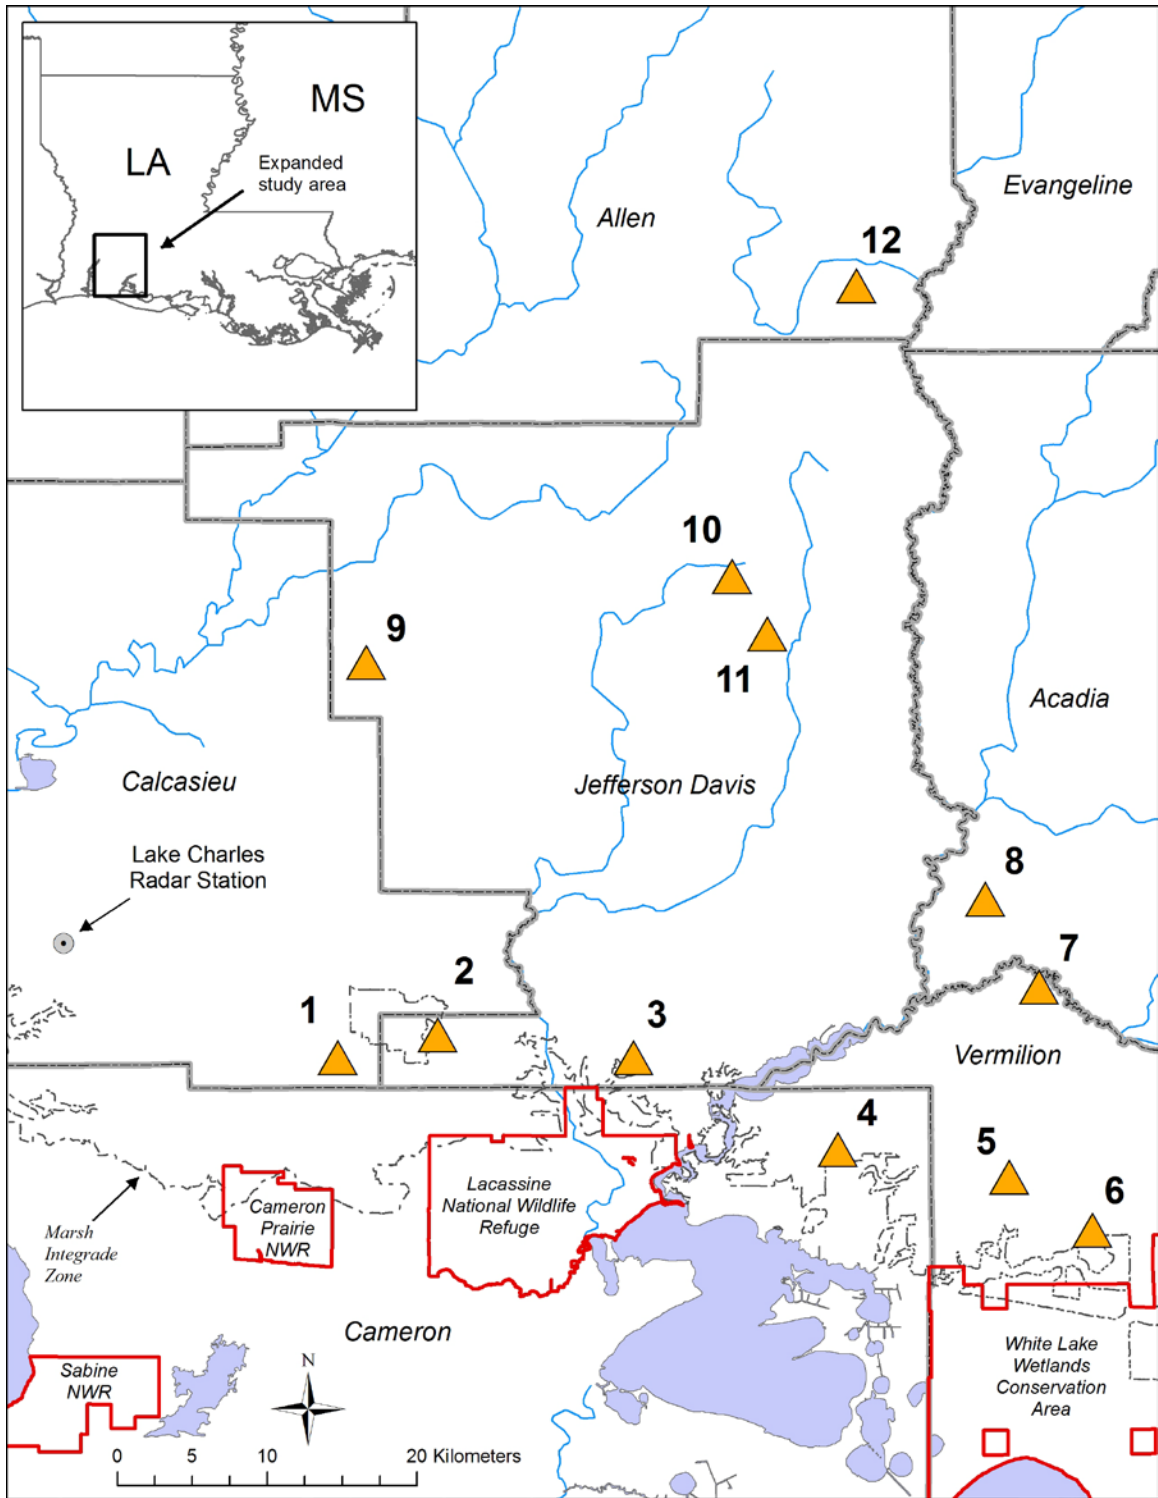 MS
LA
Expanded
study area
Evangeline
Allen
12
10
9
11
Acadia
Calcasieu
Jefferson Davis
Lake Charles
Radar Station
8
7
2
1
3
Vermilion
4
5
6
Lacassine
National Wildlife
Refuge
Cameron
Prairie
NWR
Marsh
Integrade
Zone
Cameron
White Lake
Wetlands
Conservation
Area
Sabine
NWR
N
0 5 10 20 Kilometers